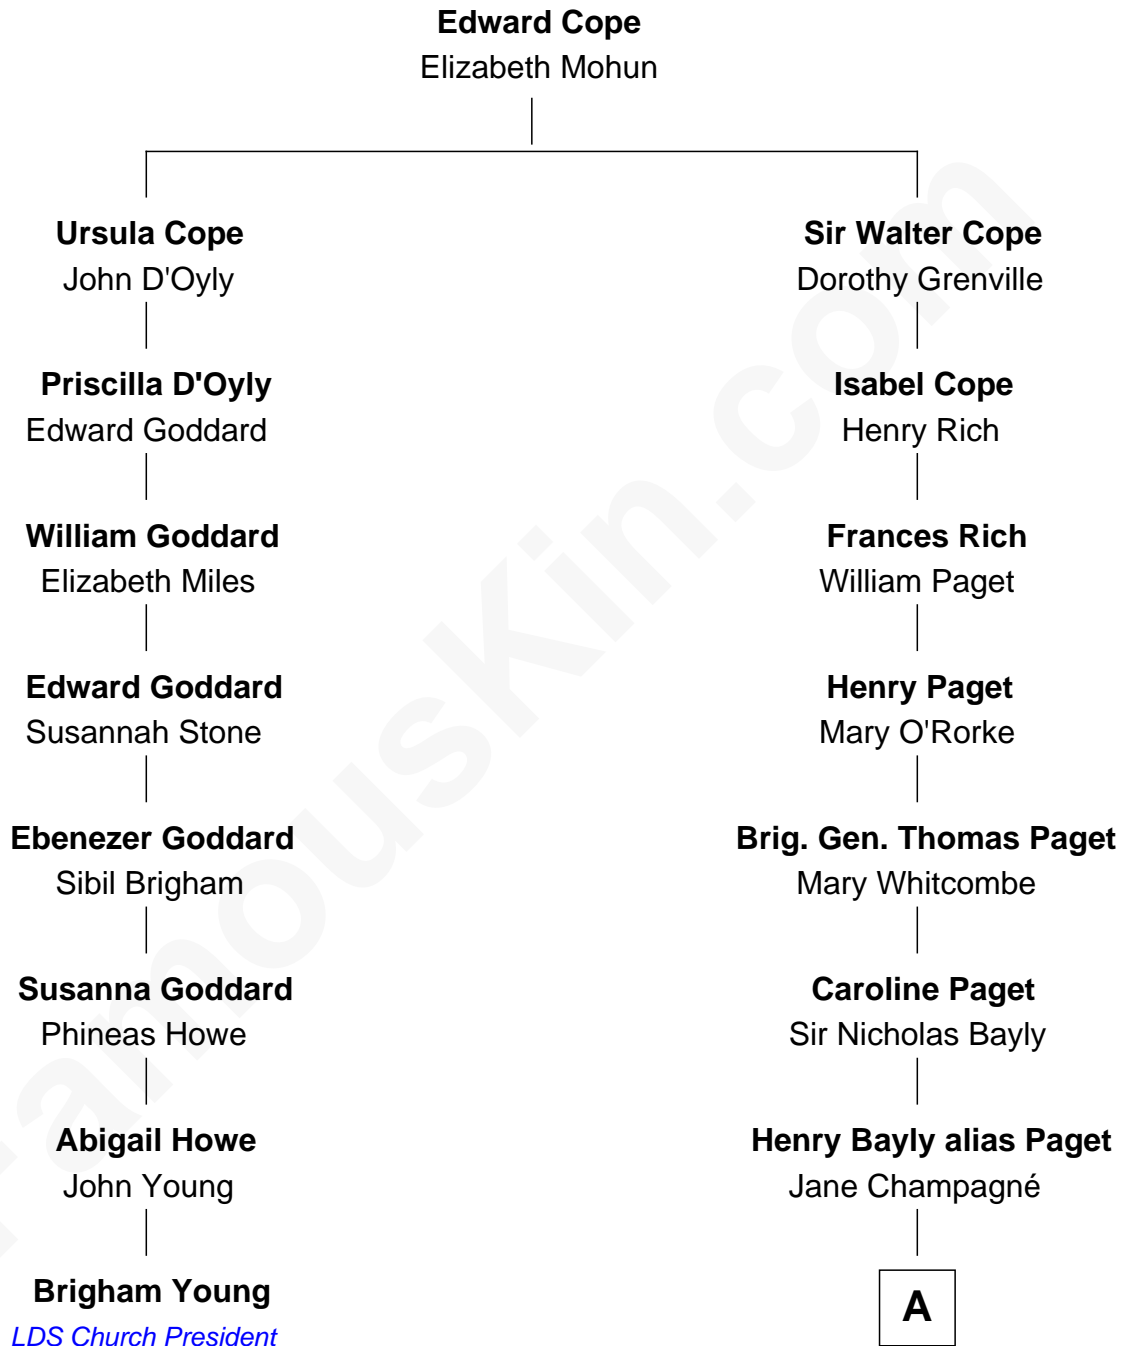 Edward Cope
Elizabeth Mohun
Ursula Cope
John D'Oyly
Priscilla D'Oyly
Edward Goddard
William Goddard
Elizabeth Miles
Edward Goddard
Susannah Stone
Ebenezer Goddard
Sibil Brigham
Susanna Goddard
Phineas Howe
Abigail Howe
John Young
Brigham Young
LDS Church President
Sir Walter Cope
Dorothy Grenville
Isabel Cope
Henry Rich
Frances Rich
William Paget
Henry Paget
Mary O'Rorke
Brig. Gen. Thomas Paget
Mary Whitcombe
Caroline Paget
Sir Nicholas Bayly
Henry Bayly alias Paget
Jane Champagné
A
FamousKin.com